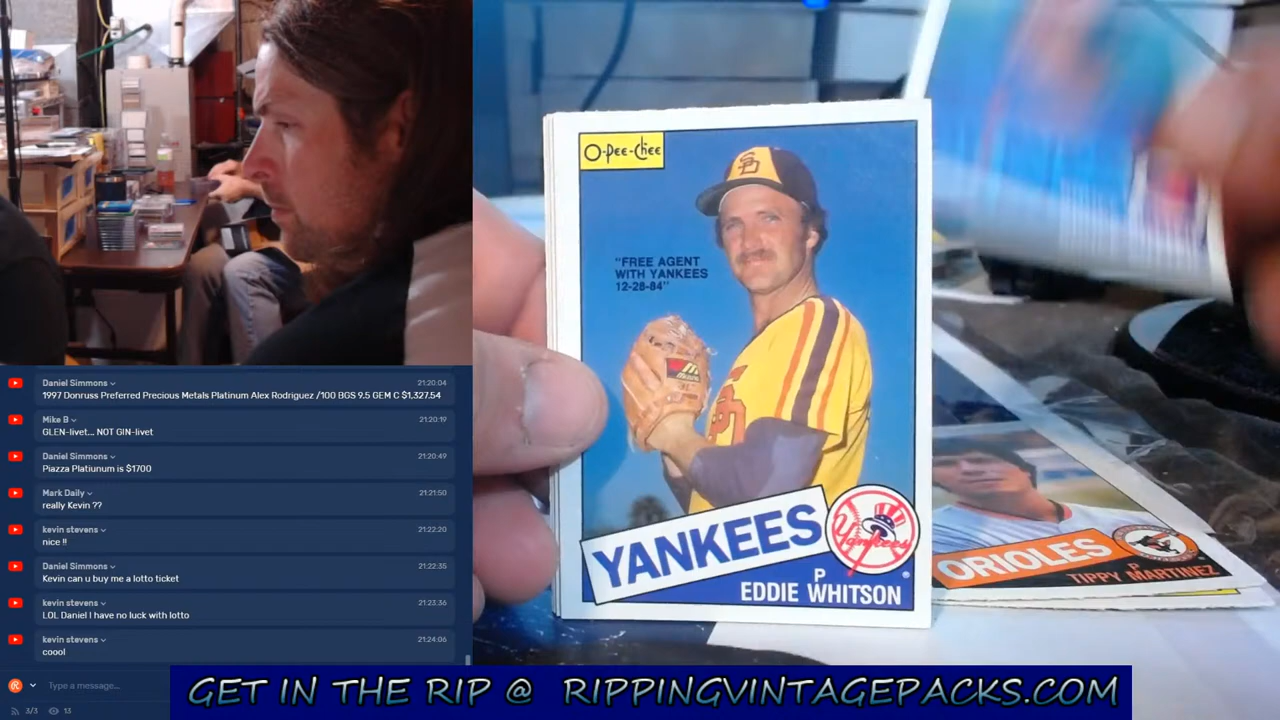 Daniel Simmons
21:20:04
1997 Donruss Preferred Precious Metals Platinum Alex Rodriguez /100 BGS 9.5 GEM C $1,327.54
Mike B
21:20:19
GLEN-livet... NOT GIN-livet
Daniel Simmons
21:20:49
Piazza Platiunum is $1700
Mark Daily
21:21:50
really Kevin ??
kevin stevens
21:22:20
nice !!
Daniel Simmons
21:22:35
Kevin can u buy me a lotto ticket
kevin stevens
21:23:36
LOL Daniel I have no luck with lotto
kevin stevens
21:24:06
coool
Type a message...
3/3
13
O-Pee-Chee
SD
"FREE AGENT
WITH YANKEES
12-28-84"
YANKEES
Yankees
P
EDDIE WHITSON
ORIOLES
P
TIPPY MARTINEZ
GET IN THE RIP @ RIPPINGVINTAGEPACKS.COM